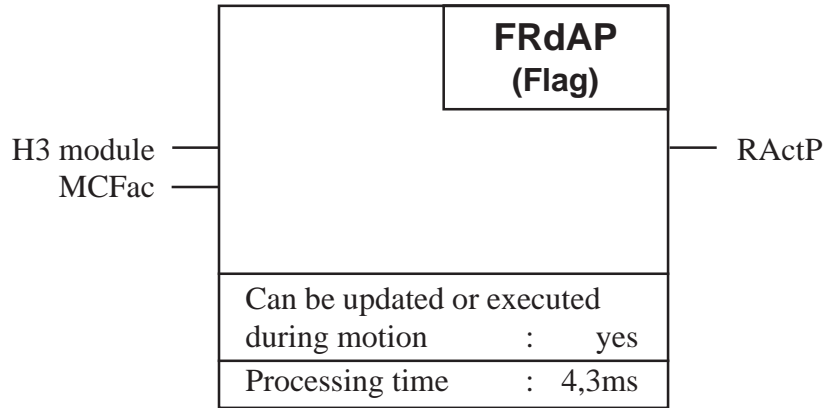 FRdAP
(Flag)
H3 module
RActP
MCFac
Can be updated or executed
during motion : yes
Processing time : 4,3ms